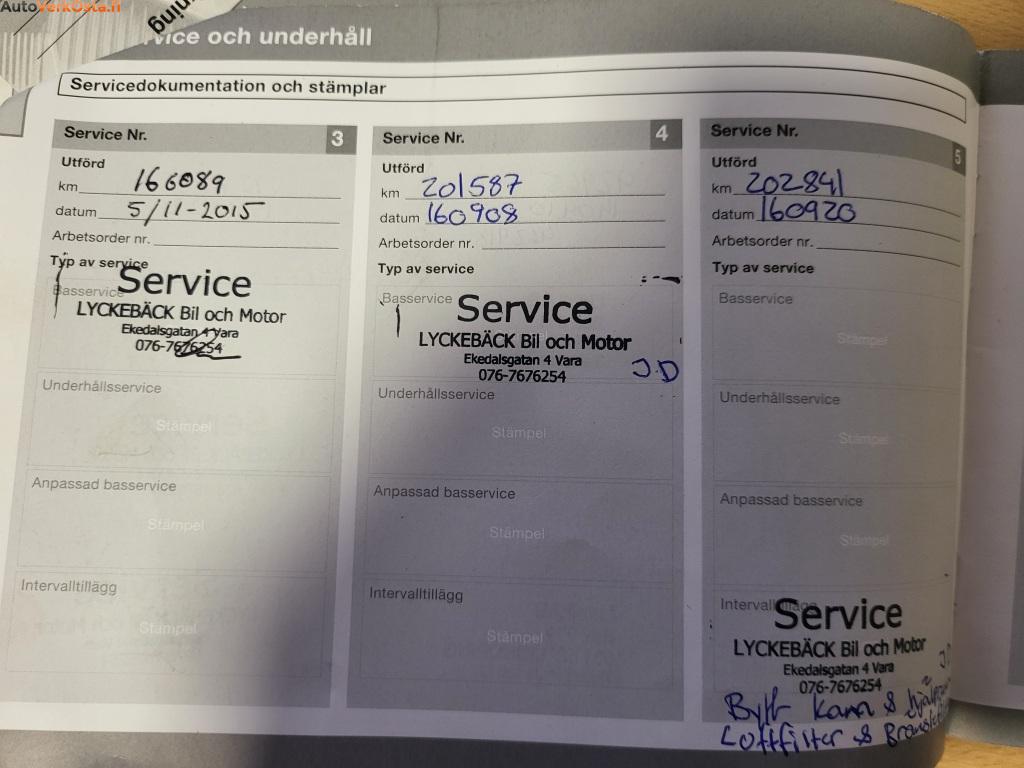 AutoVerkosta.fi
ning
vice och underhåll
Servicedokumentation och stämplar
Service Nr. 3
Utförd
km 166089
datum 5/11-2015
Arbetsorder nr.
Typ av service
Basservice
Service
LYCKEBÄCK Bil och Motor
Ekedalsgatan 4 Vara
076-7676254
Underhållsservice
Stämpel
Anpassad basservice
Stämpel
Intervalltillägg
Stämpel
Service Nr. 4
Utförd
km 201587
datum 160908
Arbetsorder nr.
Typ av service
Basservice
Service
LYCKEBÄCK Bil och Motor
Ekedalsgatan 4 Vara
076-7676254
J.D
Underhållsservice
Stämpel
Anpassad basservice
Stämpel
Intervalltillägg
Stämpel
Service Nr. 5
Utförd
km 202841
datum 160920
Arbetsorder nr.
Typ av service
Basservice
Stämpel
Underhållsservice
Stämpel
Anpassad basservice
Stämpel
Intervalltillägg
Service
LYCKEBÄCK Bil och Motor
Ekedalsgatan 4 Vara
076-7676254
Bytt kam &
Luftfilter &